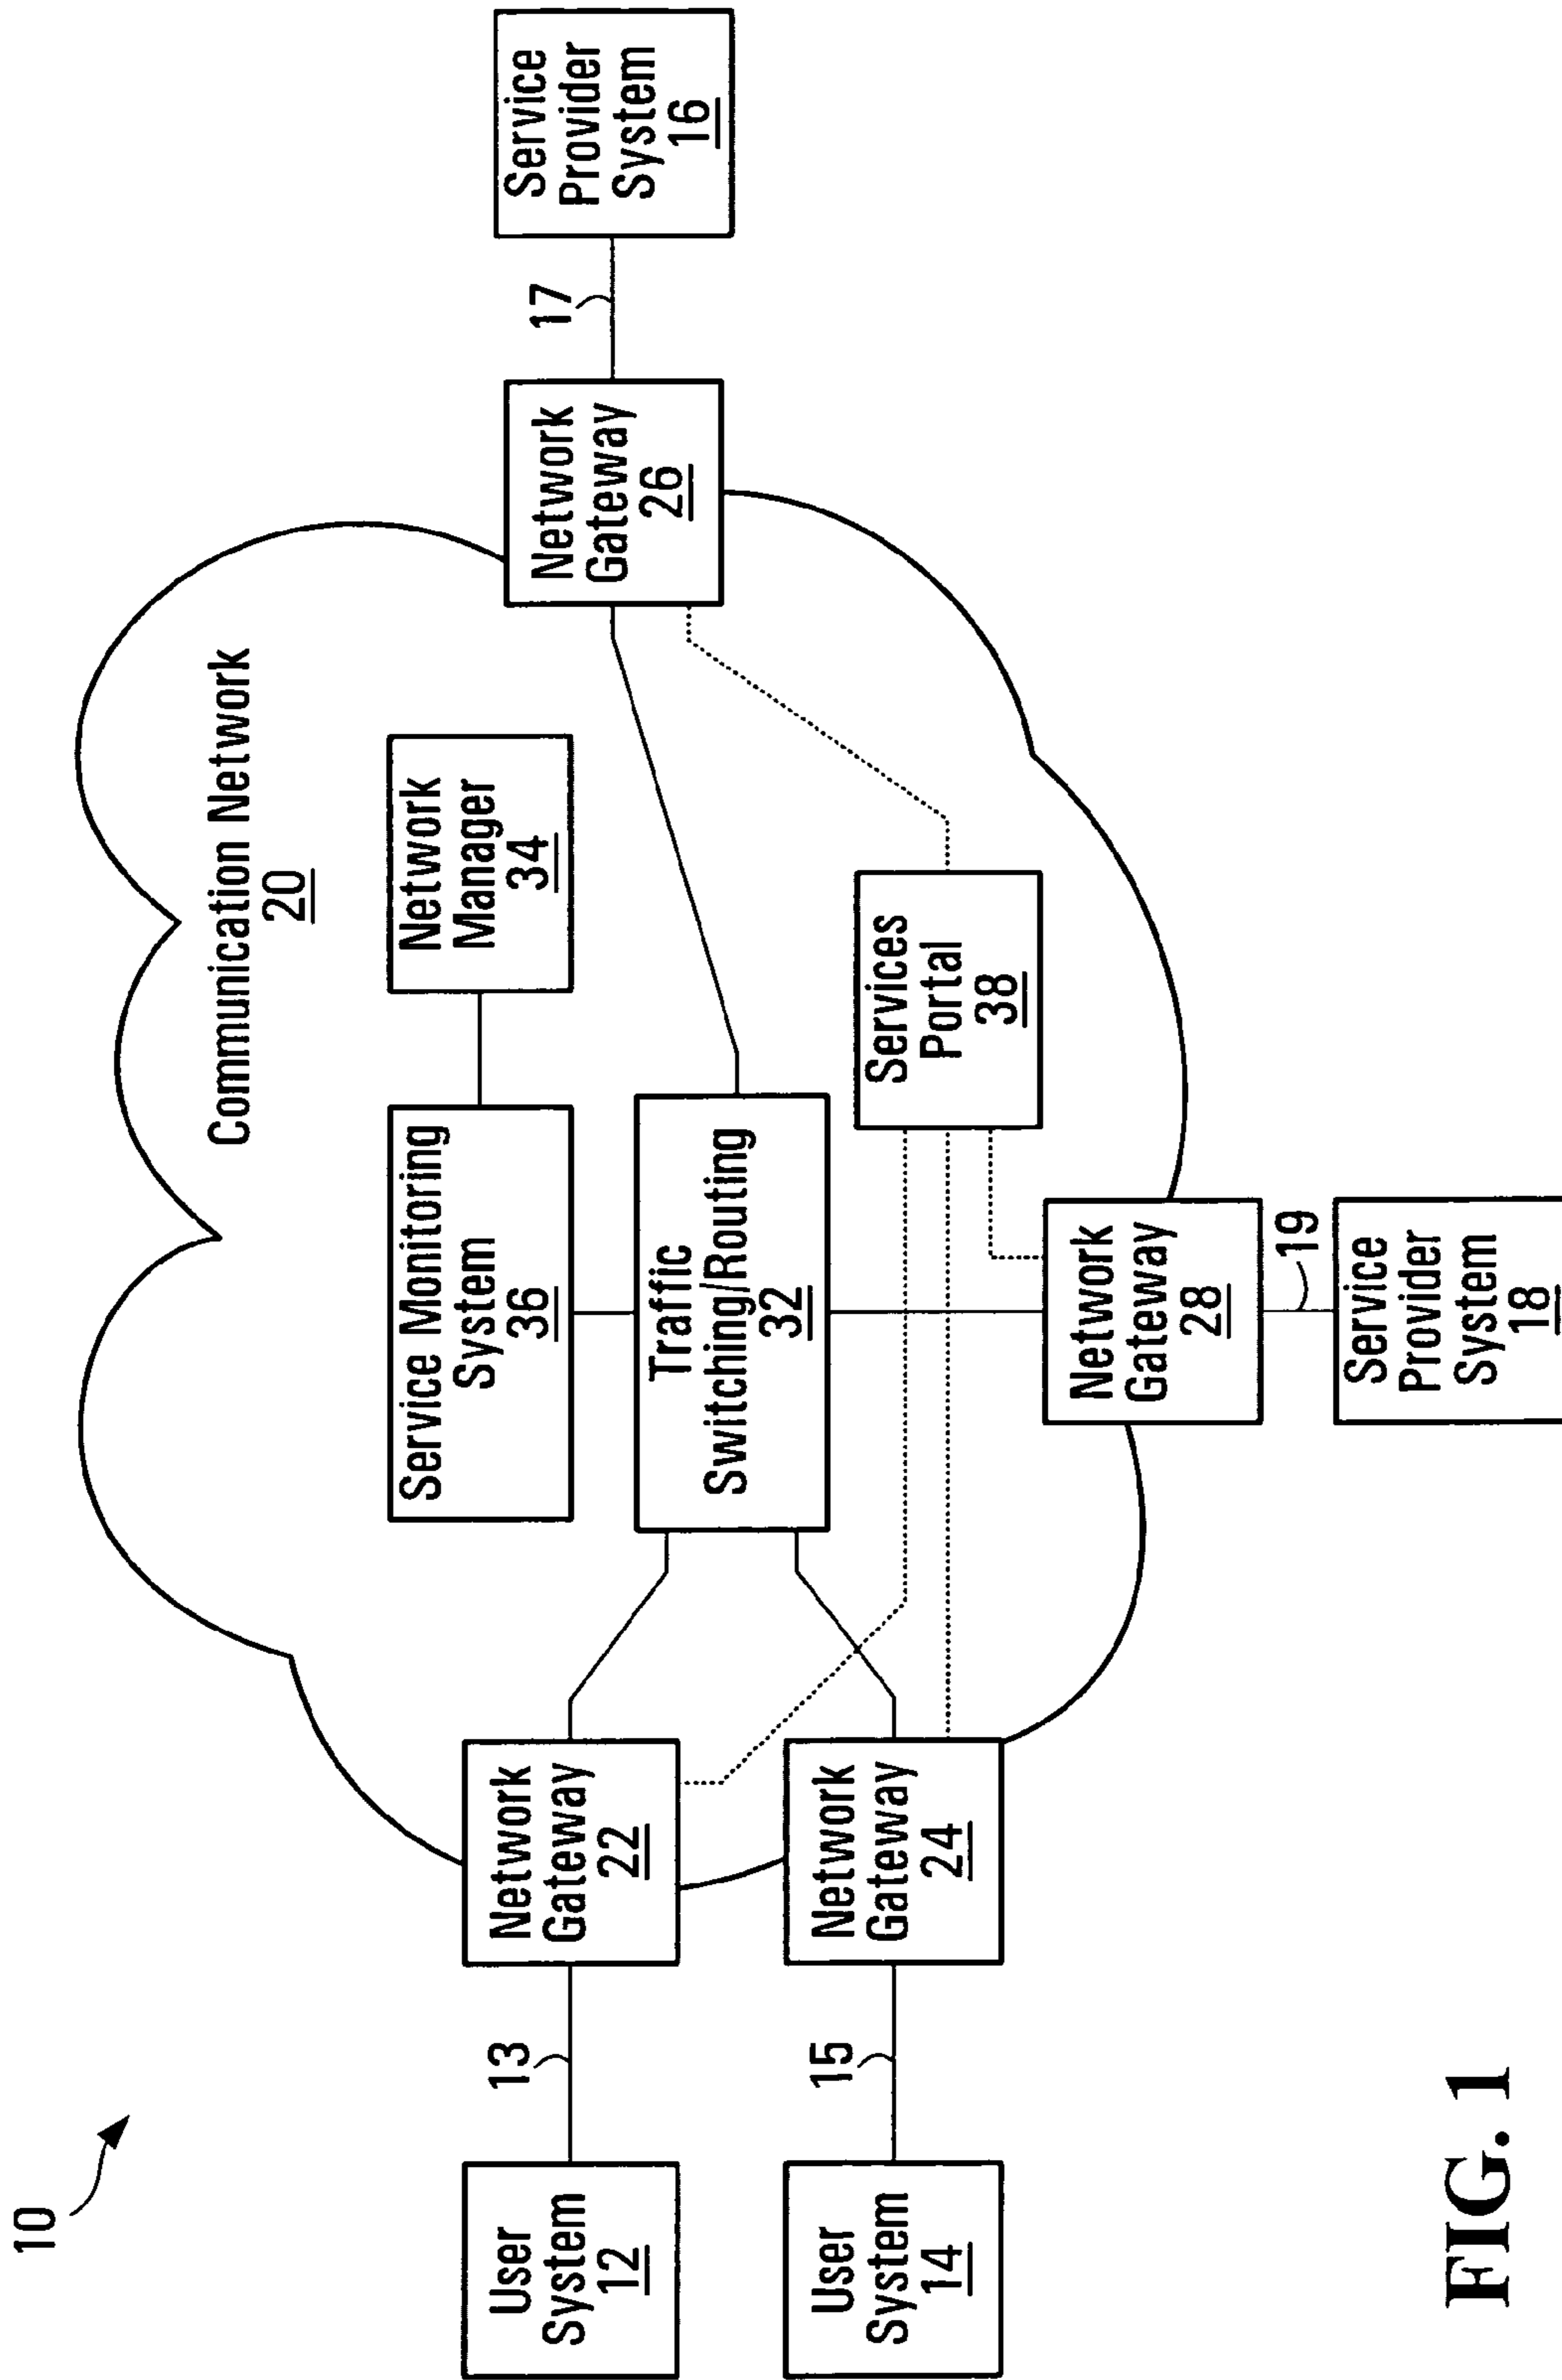 10
Communication Network
20
User
System
12
13
Network
Gateway
22
Service Monitoring
System
36
Network
Manager
34
Traffic
Switching/Routing
32
Network
Gateway
26
17
Service
Provider
System
16
User
System
14
15
Network
Gateway
24
Services
Portal
38
Network
Gateway
28
19
Service
Provider
System
18
FIG. 1